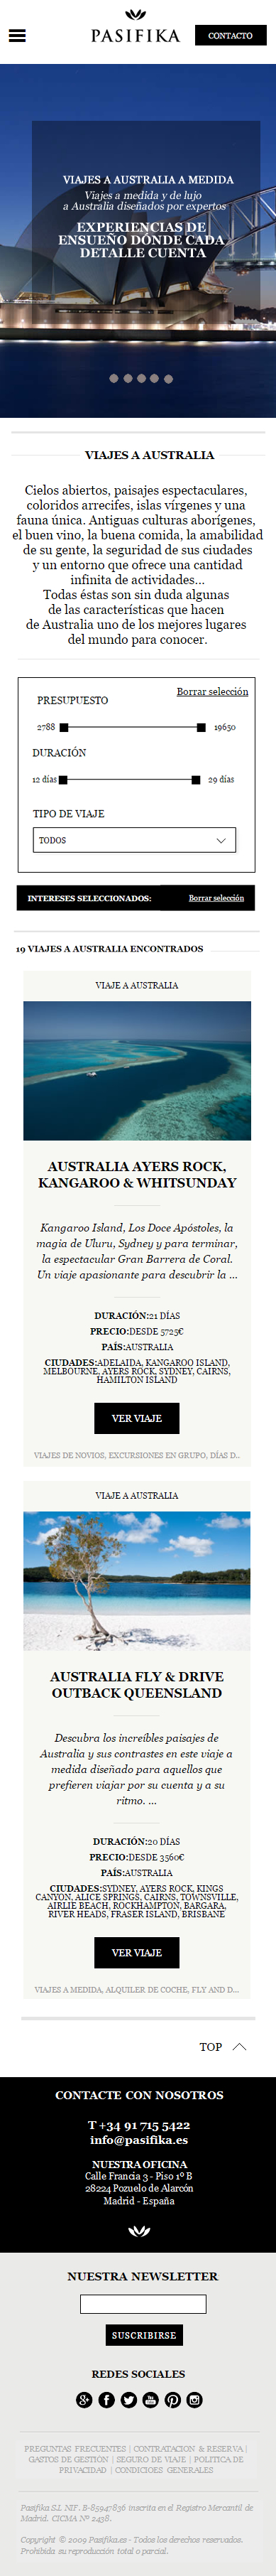 PASIFIKA
CONTACTO
VIAJES A AUSTRALIA A MEDIDA
Viajes a medida y de lujo
a Australia diseñados por expertos
EXPERIENCIAS DE
ENSUEÑO DÓNDE CADA
DETALLE CUENTA
VIAJES A AUSTRALIA
Cielos abiertos, paisajes espectaculares,
coloridos arrecifes, islas vírgenes y una
fauna única. Antiguas culturas aborígenes,
el buen vino, la buena comida, la amabilidad
de su gente, la seguridad de sus ciudades
y un entorno que ofrece una cantidad
infinita de actividades...
Todas éstas son sin duda algunas
de las características que hacen
de Australia uno de los mejores lugares
del mundo para conocer.
Borrar selección
PRESUPUESTO
2788 19650
DURACIÓN
12 días 29 días
TIPO DE VIAJE
TODOS
INTERESES SELECCIONADOS: Borrar selección
19 VIAJES A AUSTRALIA ENCONTRADOS
VIAJE A AUSTRALIA
AUSTRALIA AYERS ROCK,
KANGAROO & WHITSUNDAY
Kangaroo Island, Los Doce Apóstoles, la
magia de Uluru, Sydney y para terminar,
la espectacular Gran Barrera de Coral.
Un viaje apasionante para descubrir la ...
DURACIÓN:21 DÍAS
PRECIO:DESDE 5725€
PAÍS:AUSTRALIA
CIUDADES:ADELAIDA, KANGAROO ISLAND,
MELBOURNE, AYERS ROCK, SYDNEY, CAIRNS,
HAMILTON ISLAND
VER VIAJE
VIAJES DE NOVIOS, EXCURSIONES EN GRUPO, DÍAS D..
VIAJE A AUSTRALIA
AUSTRALIA FLY & DRIVE
OUTBACK QUEENSLAND
Descubra los increíbles paisajes de
Australia y sus contrastes en este viaje a
medida diseñado para aquellos que
prefieren viajar por su cuenta y a su
ritmo. ...
DURACIÓN:20 DÍAS
PRECIO:DESDE 3560€
PAÍS:AUSTRALIA
CIUDADES:SYDNEY, AYERS ROCK, KINGS
CANYON, ALICE SPRINGS, CAIRNS, TOWNSVILLE,
AIRLIE BEACH, ROCKHAMPTON, BARGARA,
RIVER HEADS, FRASER ISLAND, BRISBANE
VER VIAJE
VIAJES A MEDIDA, ALQUILER DE COCHE, FLY AND D...
TOP
CONTACTE CON NOSOTROS
T +34 91 715 5422
info@pasifika.es
NUESTRA OFICINA
Calle Francia 3 - Piso 1º B
28224 Pozuelo de Alarcón
Madrid - España
NUESTRA NEWSLETTER
SUSCRIBIRSE
REDES SOCIALES
PREGUNTAS FRECUENTES | CONTRATACION & RESERVA |
GASTOS DE GESTIÓN | SEGURO DE VIAJE | POLITICA DE
PRIVACIDAD | CONDICIOES GENERALES
Pasifika S.L NIF. B-85947836 inscrita en el Registro Mercantil de
Madrid. CICMA Nº 2458.
Copyright © 2009 Pasifika.es - Todos los derechos reservados.
Prohibida su reproducción total o parcial.